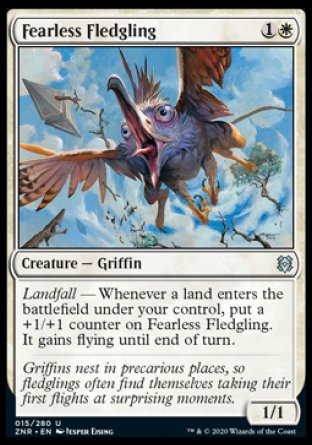 Fearless Fledgling 1
Creature — Griffin
Landfall — Whenever a land enters the
battlefield under your control, put a
+1/+1 counter on Fearless Fledgling.
It gains flying until end of turn.
Griffins nest in precarious places, so
fledglings often find themselves taking their
first flights at surprising moments.
1/1
015/280 U
ZNR • EN Jesper Ejsing
™ & © 2020 Wizards of the Coast